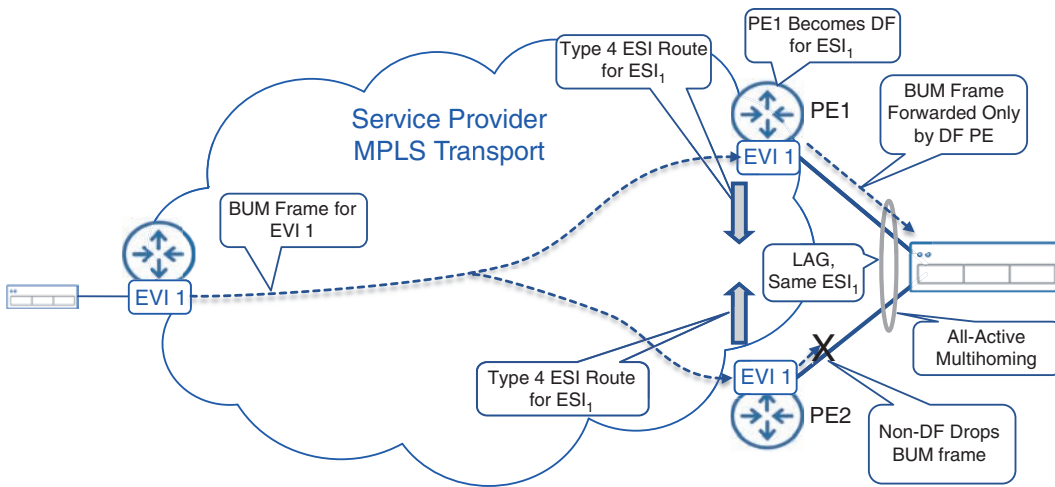 PE1 Becomes DF
for ESI₁
Type 4 ESI Route
for ESI₁
BUM Frame
Forwarded Only
by DF PE
PE1
Service Provider
MPLS Transport
EVI 1
BUM Frame for
EVI 1
LAG,
Same ESI₁
EVI 1
All-Active
Multihoming
Type 4 ESI Route
for ESI₁
EVI 1
X
PE2
Non-DF Drops
BUM frame